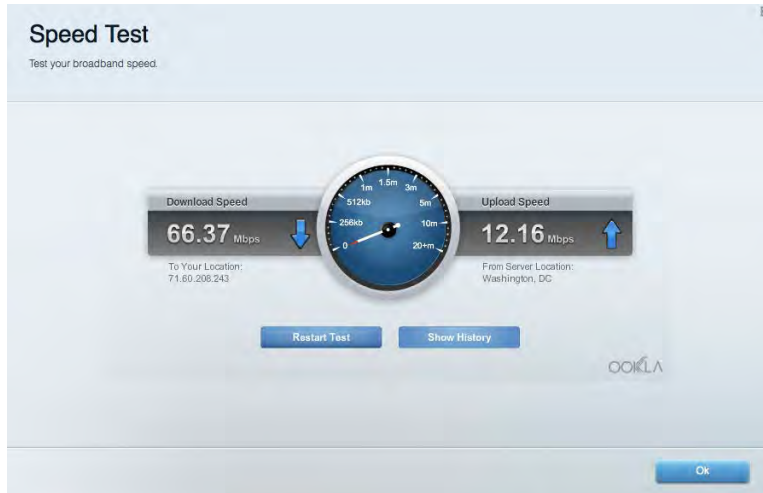 Speed Test
Test your broadband speed.
Download Speed
66.37 Mbps
To Your Location:
71.60.208.243
0
256kb
512kb
1m
1.5m
3m
5m
10m
20+m
Upload Speed
12.16 Mbps
From Server Location:
Washington, DC
Restart Test
Show History
OOKLA
Ok